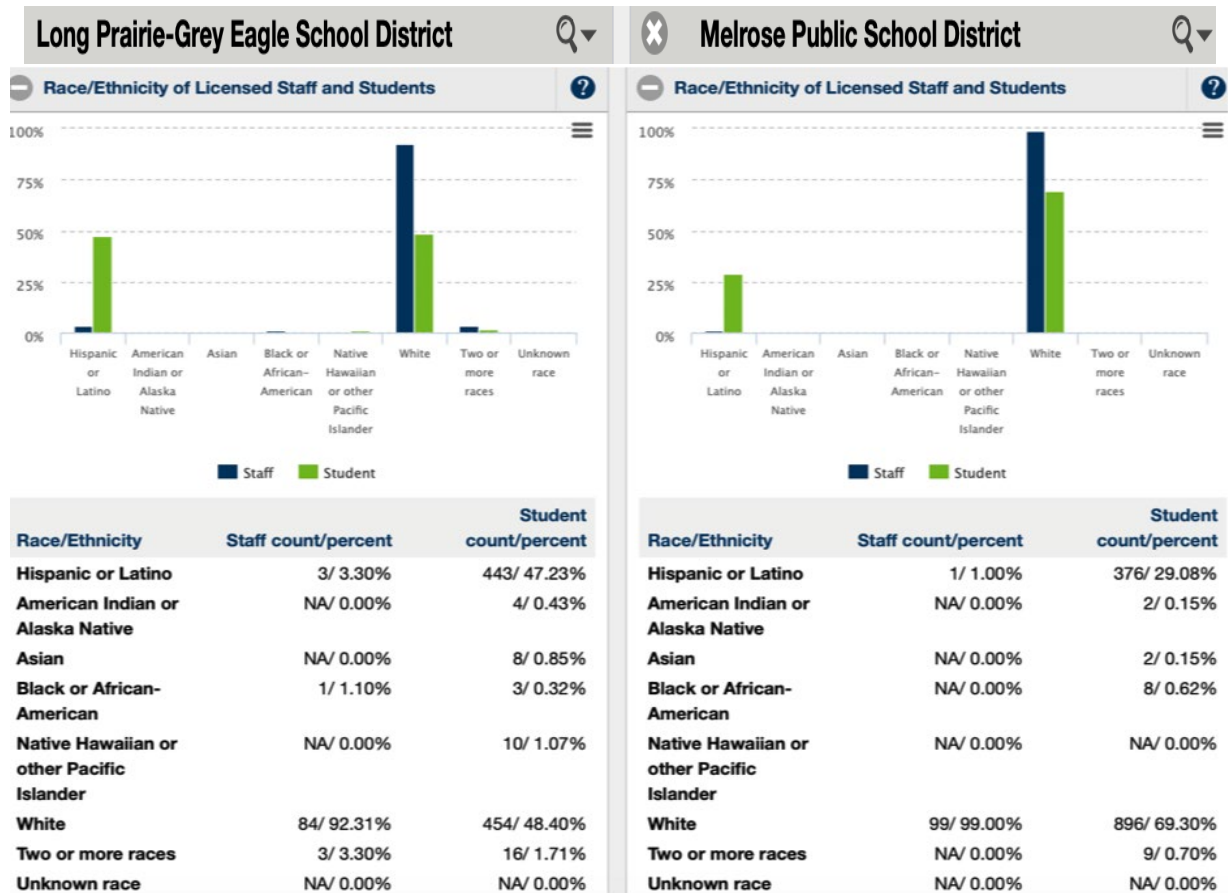 Long Prairie-Grey Eagle School District
Race/Ethnicity of Licensed Staff and Students
?
100%
75%
50%
25%
0%
Hispanic or Latino
American Indian or Alaska Native
Asian
Black or African-American
Native Hawaiian or other Pacific Islander
White
Two or more races
Unknown race
Staff
Student
Race/Ethnicity Staff count/percent Student count/percent
Hispanic or Latino 3/ 3.30% 443/ 47.23%
American Indian or Alaska Native NA/ 0.00% 4/ 0.43%
Asian NA/ 0.00% 8/ 0.85%
Black or African-American 1/ 1.10% 3/ 0.32%
Native Hawaiian or other Pacific Islander NA/ 0.00% 10/ 1.07%
White 84/ 92.31% 454/ 48.40%
Two or more races 3/ 3.30% 16/ 1.71%
Unknown race NA/ 0.00% NA/ 0.00%
Melrose Public School District
Race/Ethnicity of Licensed Staff and Students
?
100%
75%
50%
25%
0%
Hispanic or Latino
American Indian or Alaska Native
Asian
Black or African-American
Native Hawaiian or other Pacific Islander
White
Two or more races
Unknown race
Staff
Student
Race/Ethnicity Staff count/percent Student count/percent
Hispanic or Latino 1/ 1.00% 376/ 29.08%
American Indian or Alaska Native NA/ 0.00% 2/ 0.15%
Asian NA/ 0.00% 2/ 0.15%
Black or African-American NA/ 0.00% 8/ 0.62%
Native Hawaiian or other Pacific Islander NA/ 0.00% NA/ 0.00%
White 99/ 99.00% 896/ 69.30%
Two or more races NA/ 0.00% 9/ 0.70%
Unknown race NA/ 0.00% NA/ 0.00%